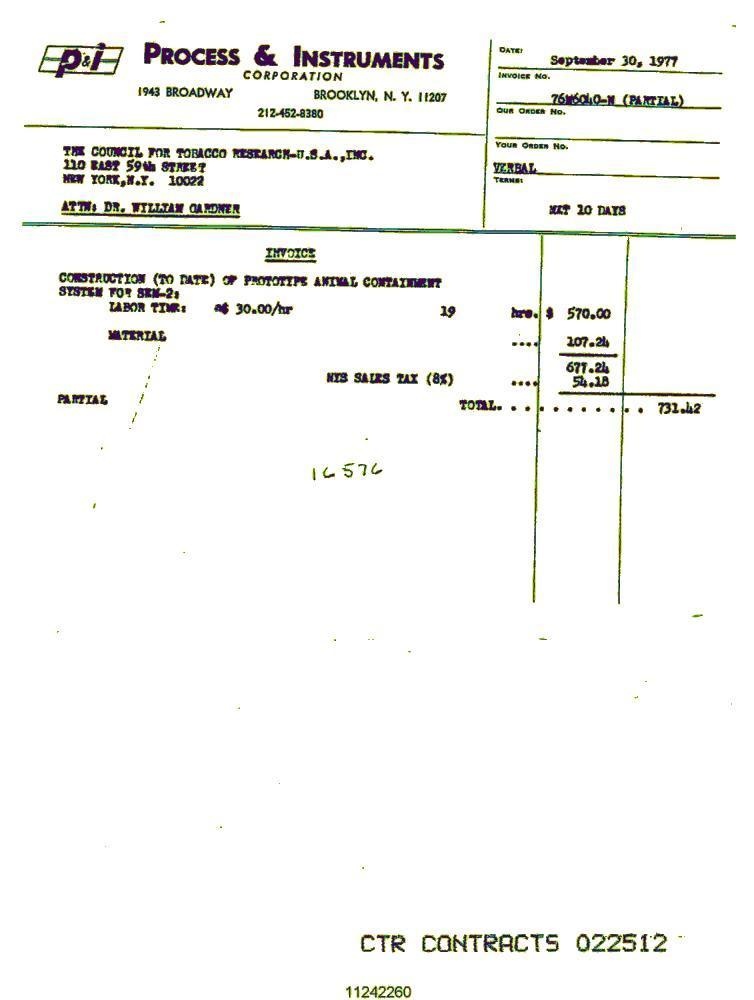 p&i PROCESS & INSTRUMENTS
CORPORATION
1943 BROADWAY BROOKLYN, N. Y. 11207
212-452-8380
DATE:
September 30, 1977
INVOICE NO.
76M6040-N (PARTIAL)
OUR ORDER NO.
YOUR ORDER NO.
VERBAL
TERMS:
NET 10 DAYS
THE COUNCIL FOR TOBACCO RESEARCH-U.S.A.,INC.
110 EAST 59th STREET
NEW YORK,N.Y. 10022
ATTN: DR. WILLIAM GARDNER
INVOICE
CONSTRUCTION (TO DATE) OF PROTOTYPE ANIMAL CONTAINMENT
SYSTEM FOR SEM-2:
LABOR TIME: @$ 30.00/hr 19 hrs. $ 570.00
MATERIAL .... 107.24
677.24
NYS SALES TAX (8%) .... 54.18
PARTIAL
TOTAL. . . . . . . . . . . 731.42
16576
CTR CONTRACTS 022512
11242260